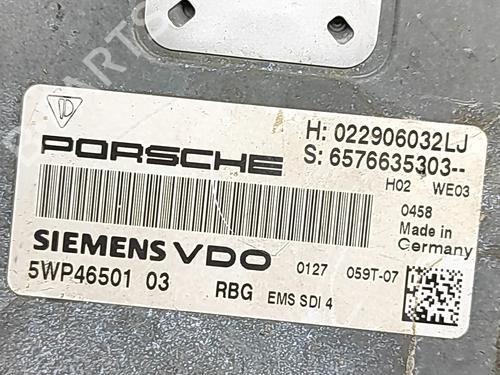 PARTS
H: 022906032LJ
PORSCHE
S: 6576635303--
H02 WE03
0458
Made in
Germany
SIEMENS VDO
0127 059T-07
5WP46501 03
RBG EMS SDI 4